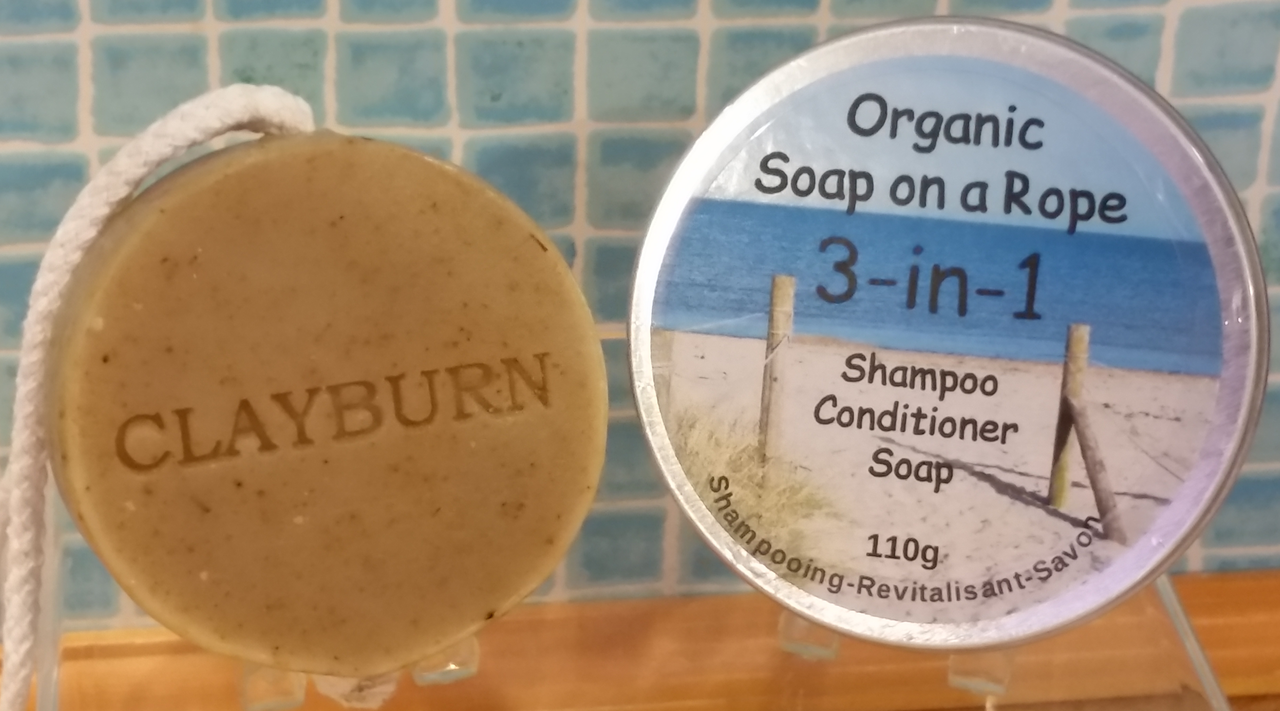 CLAYBURN
Organic
Soap on a Rope
3-in-1
Shampoo
Conditioner
Soap
110g
Shampooing-Revitalisant-Savon